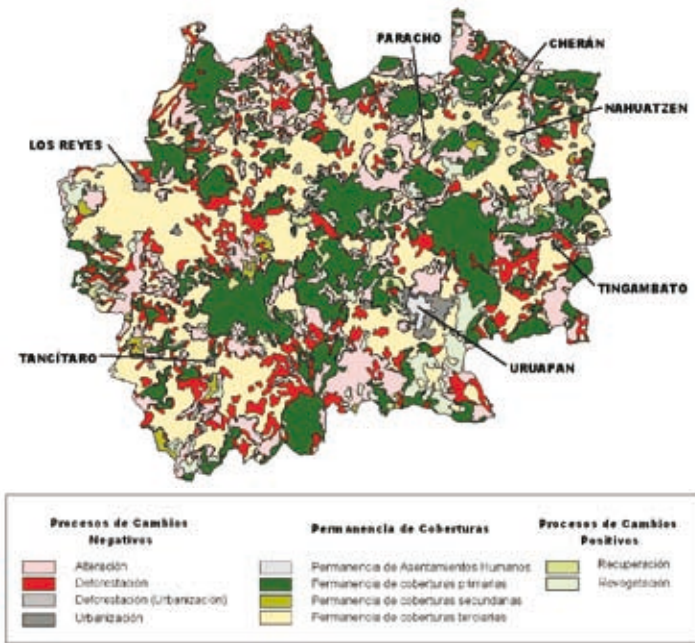 PARACHO
CHERÁN
NAHUATZEN
LOS REYES
TINGAMBATO
TANCÍTARO
URUAPAN
Procesos de Cambios
Negativos
Alteración
Deforestación
Deforestación (Urbanización)
Urbanización
Permanencia de Coberturas
Permanencia de Asentamientos Humanos
Permanencia de coberturas primarias
Permanencia de coberturas secundarias
Permanencia de coberturas terciarias
Procesos de Cambios
Positivos
Recuperación
Revegetación